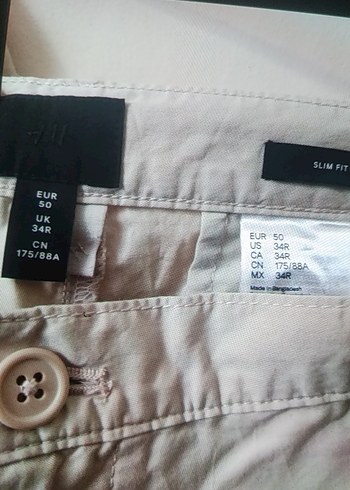 H&M
EUR
50
UK
34R
CN
175/88A
SLIM FIT
EUR 50
US 34R
CA 34R
CN 175/88A
MX 34R
Made in Bangladesh